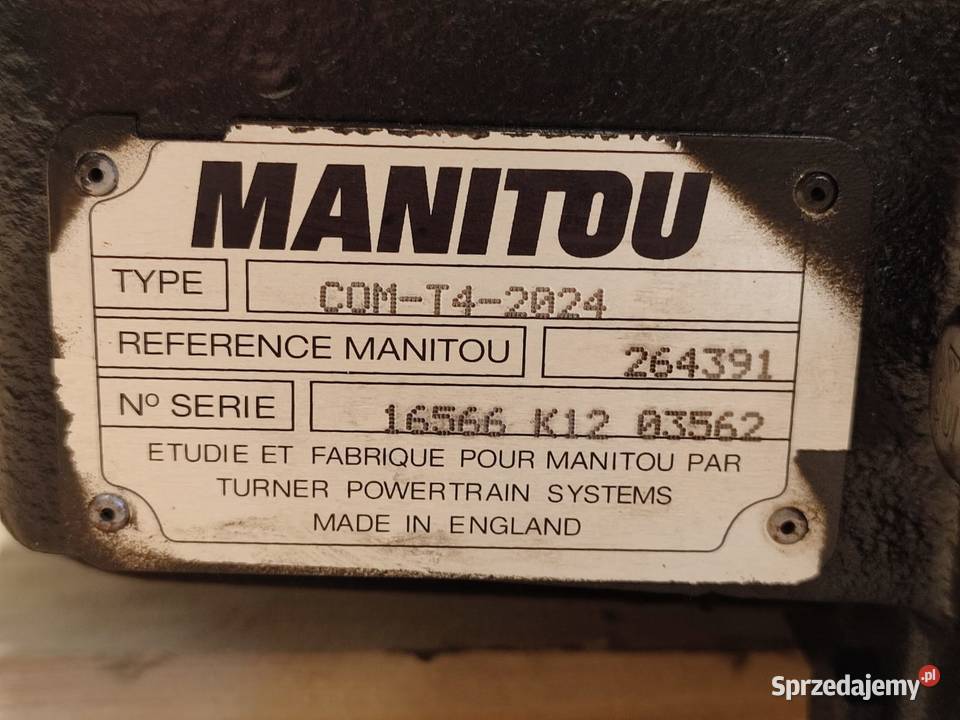 MANITOU
TYPE COM-T4-2024
REFERENCE MANITOU 264391
Nº SERIE 16566 K12 03562
ETUDIE ET FABRIQUE POUR MANITOU PAR
TURNER POWERTRAIN SYSTEMS
MADE IN ENGLAND
Sprzedajemy.pl